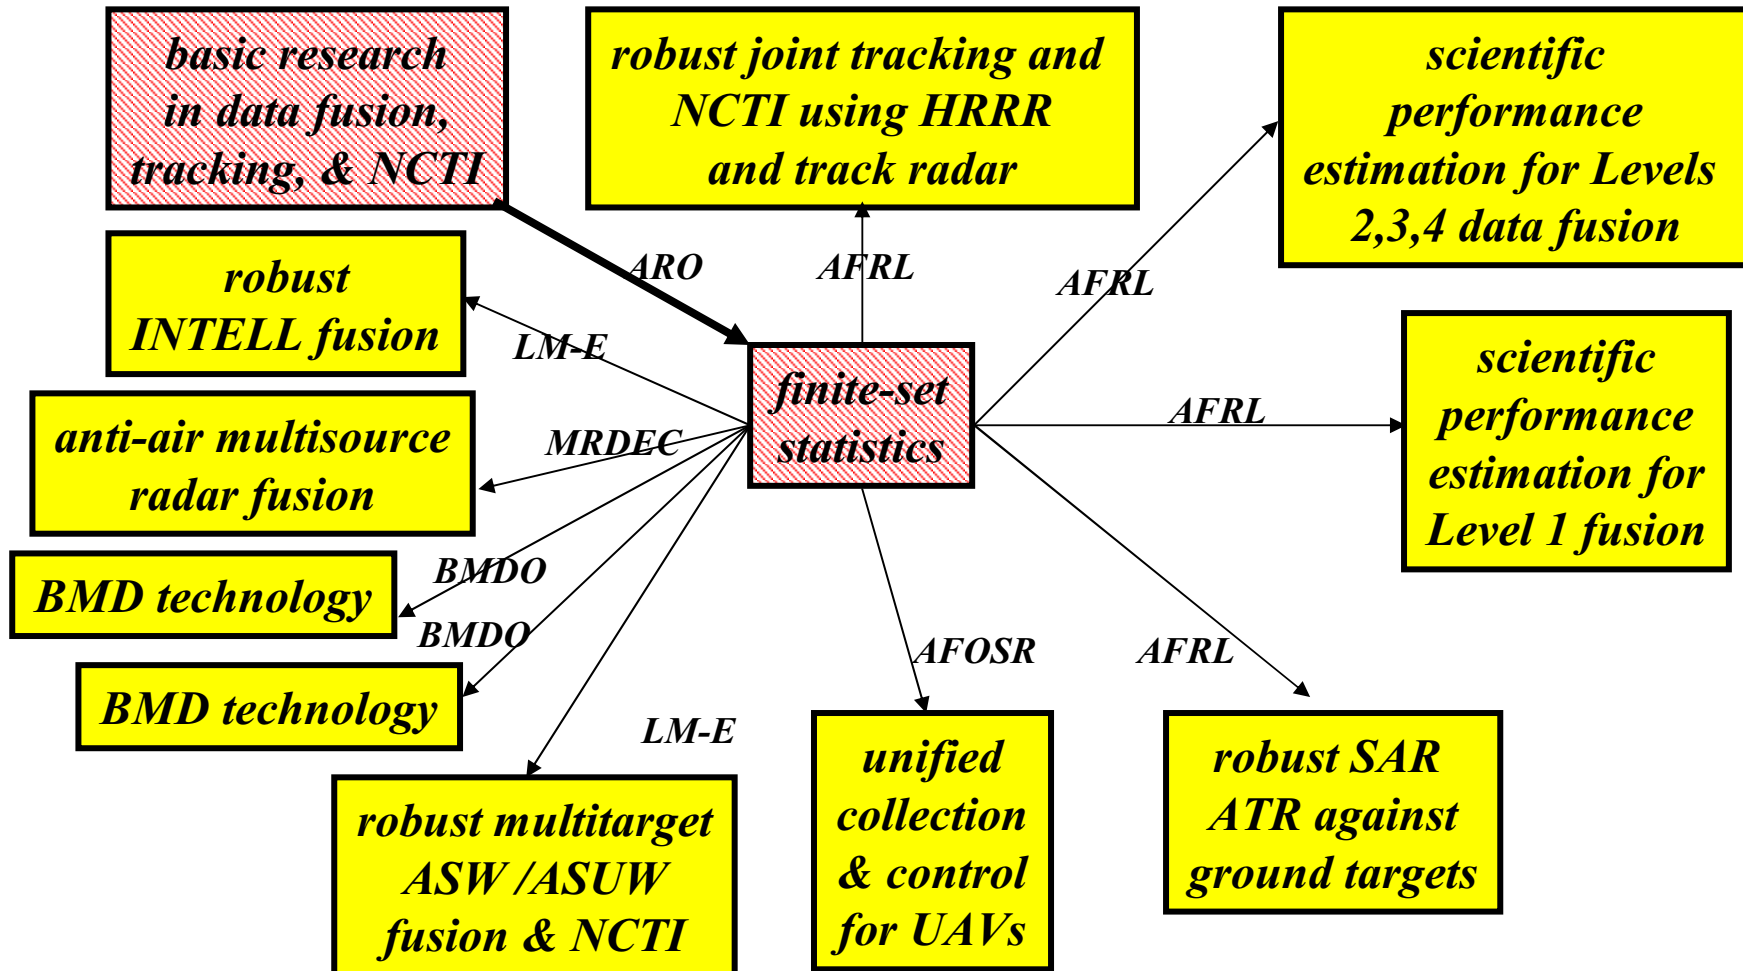 basic research
in data fusion,
tracking, & NCTI
robust joint tracking and
NCTI using HRRR
and track radar
scientific
performance
estimation for Levels
2,3,4 data fusion
ARO
AFRL
AFRL
robust
INTELL fusion
LM-E
finite-set
statistics
AFRL
scientific
performance
estimation for
Level 1 fusion
anti-air multisource
radar fusion
MRDEC
BMDO
BMD technology
BMDO
BMD technology
AFOSR
AFRL
LM-E
robust multitarget
ASW /ASUW
fusion & NCTI
unified
collection
& control
for UAVs
robust SAR
ATR against
ground targets